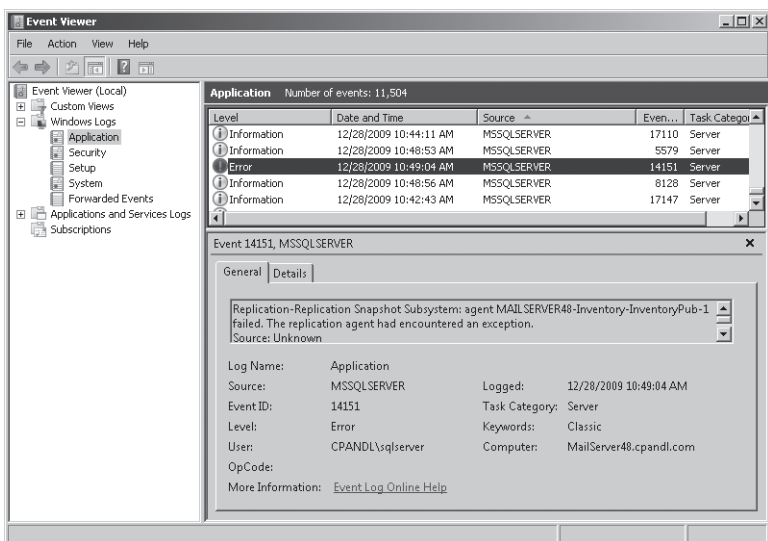 Event Viewer
File Action View Help
Event Viewer (Local)
Custom Views
Windows Logs
Application
Security
Setup
System
Forwarded Events
Applications and Services Logs
Subscriptions
Application Number of events: 11,504
Level Date and Time Source Even... Task Categor
Information 12/28/2009 10:44:11 AM MSSQLSERVER 17110 Server
Information 12/28/2009 10:48:53 AM MSSQLSERVER 5579 Server
Error 12/28/2009 10:49:04 AM MSSQLSERVER 14151 Server
Information 12/28/2009 10:48:56 AM MSSQLSERVER 8128 Server
Information 12/28/2009 10:42:43 AM MSSQLSERVER 17147 Server
Event 14151, MSSQLSERVER
General Details
Replication-Replication Snapshot Subsystem: agent MAILSERVER48-Inventory-InventoryPub-1
failed. The replication agent had encountered an exception.
Source: Unknown
Log Name: Application
Source: MSSQLSERVER Logged: 12/28/2009 10:49:04 AM
Event ID: 14151 Task Category: Server
Level: Error Keywords: Classic
User: CPANDL\sqlserver Computer: MailServer48.cpandl.com
OpCode:
More Information: Event Log Online Help